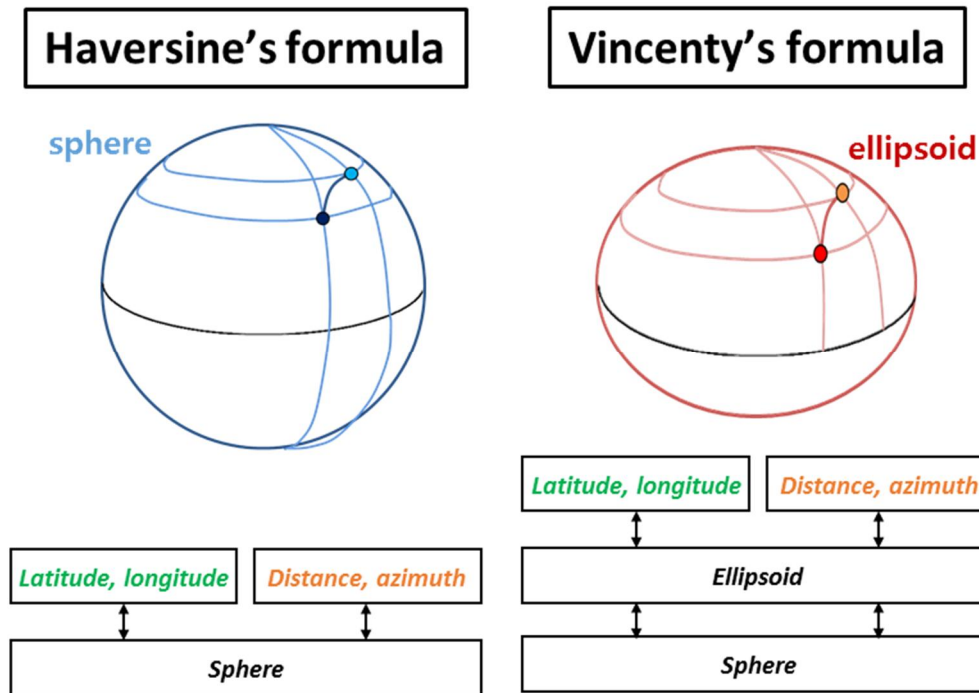 Haversine's formula
sphere
Latitude, longitude
Distance, azimuth
Sphere
Vincenty's formula
ellipsoid
Latitude, longitude
Distance, azimuth
Ellipsoid
Sphere